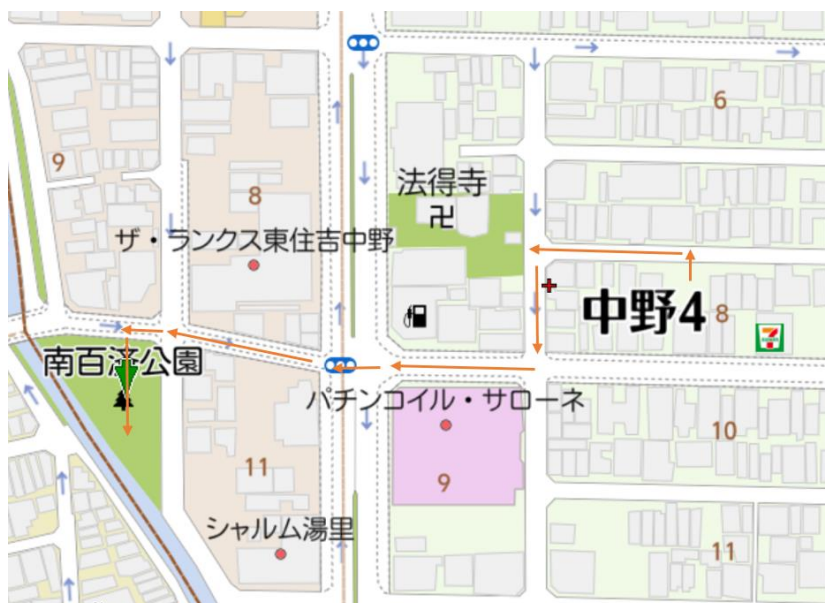 6
9
8
法得寺
卍
ザ・ランクス東住吉中野
中野4
8
7
南百済公園
パチンコイル・サローネ
10
11
9
シャルム湯里
11